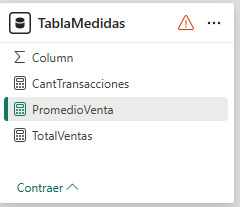 TablaMedidas
Column
CantTransacciones
PromedioVenta
TotalVentas
Contraer